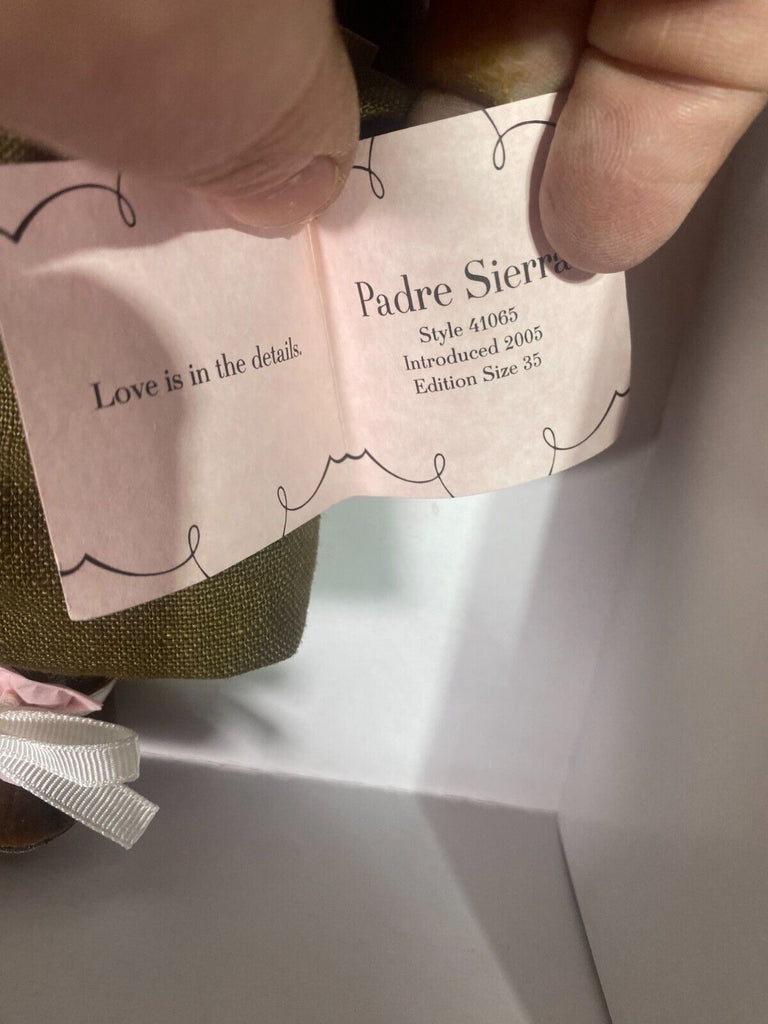 Love is in the details.
Padre Sierra
Style 41065
Introduced 2005
Edition Size 35